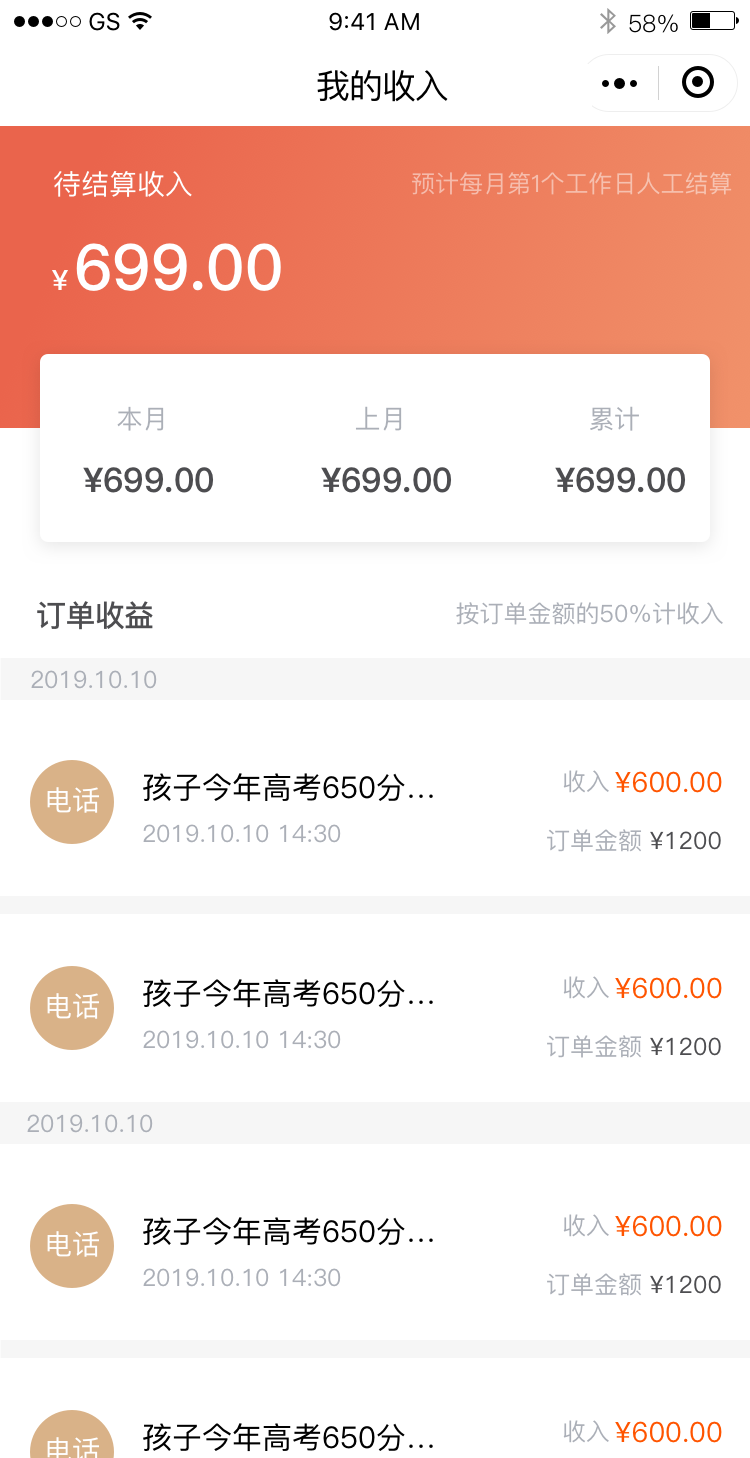 GS 9:41 AM 58%
我的收入
待结算收入 预计每月第1个工作日人工结算
¥699.00
本月 上月 累计
¥699.00 ¥699.00 ¥699.00
订单收益 按订单金额的50%计收入
2019.10.10
电话 孩子今年高考650分... 收入 ¥600.00
2019.10.10 14:30 订单金额 ¥1200
电话 孩子今年高考650分... 收入 ¥600.00
2019.10.10 14:30 订单金额 ¥1200
2019.10.10
电话 孩子今年高考650分... 收入 ¥600.00
2019.10.10 14:30 订单金额 ¥1200
电话 孩子今年高考650分... 收入 ¥600.00